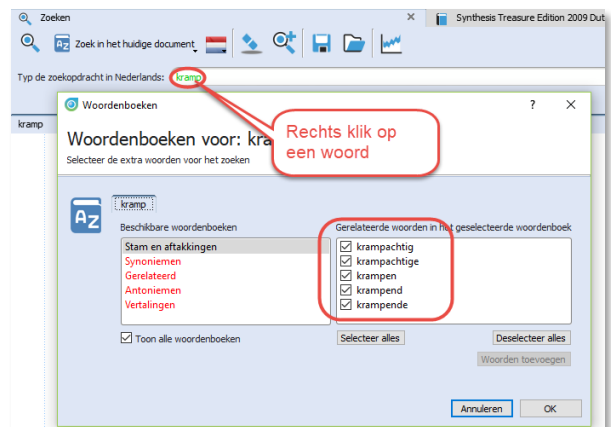 Zoeken
Synthesis Treasure Edition 2009 Dut
AZ Zoek in het huidige document
Typ de zoekopdracht in Nederlands: kramp
Woordenboeken ?
kramp
Woordenboeken voor: kra
Selecteer de extra woorden voor het zoeken
Rechts klik op
een woord
AZ
kramp
Beschikbare woordenboeken
Stam en aftakkingen
Synoniemen
Gerelateerd
Antoniemen
Vertalingen
Toon alle woordenboeken
Gerelateerde woorden in het geselecteerde woordenboek
krampachtig
krampachtige
krampen
krampend
krampende
Selecteer alles
Deselecteer alles
Woorden toevoegen
Annuleren
OK